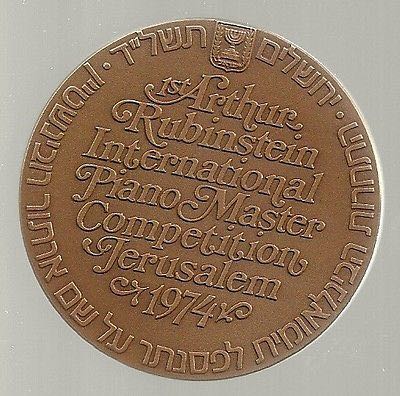 1st Arthur
Rubinstein
International
Piano Master
Competition
Jerusalem
1974
התחרות הבינלאומית לפסנתר על שם ארתור רובינשטיין · ירושלים תשל"ד ·